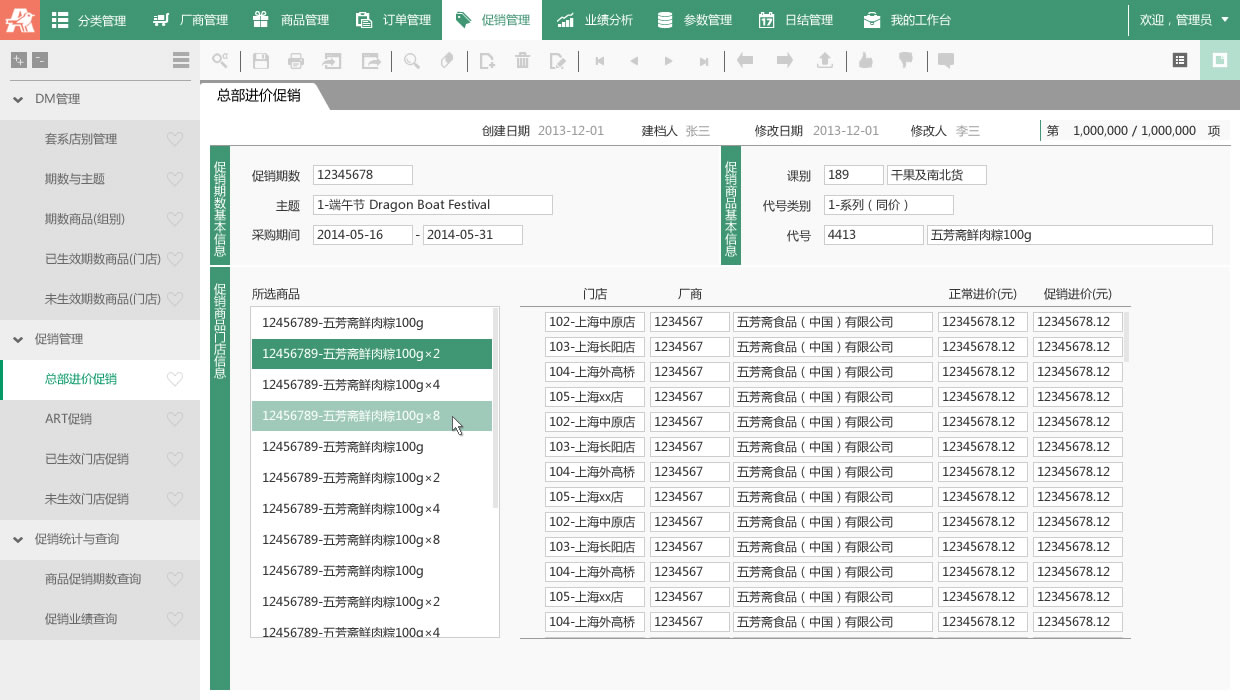 分类管理 厂商管理 商品管理 订单管理 促销管理 业绩分析 参数管理 日结管理 我的工作台 欢迎，管理员
DM管理
套系店别管理
期数与主题
期数商品(组别)
已生效期数商品(门店)
未生效期数商品(门店)
促销管理
总部进价促销
ART促销
已生效门店促销
未生效门店促销
促销统计与查询
商品促销期数查询
促销业绩查询
总部进价促销
创建日期 2013-12-01 建档人 张三 修改日期 2013-12-01 修改人 李三 第 1,000,000 / 1,000,000 项
促销期数基本信息
促销期数 12345678
主题 1-端午节 Dragon Boat Festival
采购期间 2014-05-16 - 2014-05-31
促销商品基本信息
课别 189 干果及南北货
代号类别 1-系列（同价）
代号 4413 五芳斋鲜肉粽100g
促销商品门店信息
所选商品
12456789-五芳斋鲜肉粽100g
12456789-五芳斋鲜肉粽100g×2
12456789-五芳斋鲜肉粽100g×4
12456789-五芳斋鲜肉粽100g×8
12456789-五芳斋鲜肉粽100g
12456789-五芳斋鲜肉粽100g×2
12456789-五芳斋鲜肉粽100g×4
12456789-五芳斋鲜肉粽100g×8
12456789-五芳斋鲜肉粽100g
12456789-五芳斋鲜肉粽100g×2
12456789-五芳斋鲜肉粽100g×4
门店 厂商 正常进价(元) 促销进价(元)
102-上海中原店 1234567 五芳斋食品（中国）有限公司 12345678.12 12345678.12
103-上海长阳店 1234567 五芳斋食品（中国）有限公司 12345678.12 12345678.12
104-上海外高桥 1234567 五芳斋食品（中国）有限公司 12345678.12 12345678.12
105-上海xx店 1234567 五芳斋食品（中国）有限公司 12345678.12 12345678.12
102-上海中原店 1234567 五芳斋食品（中国）有限公司 12345678.12 12345678.12
103-上海长阳店 1234567 五芳斋食品（中国）有限公司 12345678.12 12345678.12
104-上海外高桥 1234567 五芳斋食品（中国）有限公司 12345678.12 12345678.12
105-上海xx店 1234567 五芳斋食品（中国）有限公司 12345678.12 12345678.12
102-上海中原店 1234567 五芳斋食品（中国）有限公司 12345678.12 12345678.12
103-上海长阳店 1234567 五芳斋食品（中国）有限公司 12345678.12 12345678.12
104-上海外高桥 1234567 五芳斋食品（中国）有限公司 12345678.12 12345678.12
105-上海xx店 1234567 五芳斋食品（中国）有限公司 12345678.12 12345678.12
104-上海外高桥 1234567 五芳斋食品（中国）有限公司 12345678.12 12345678.12